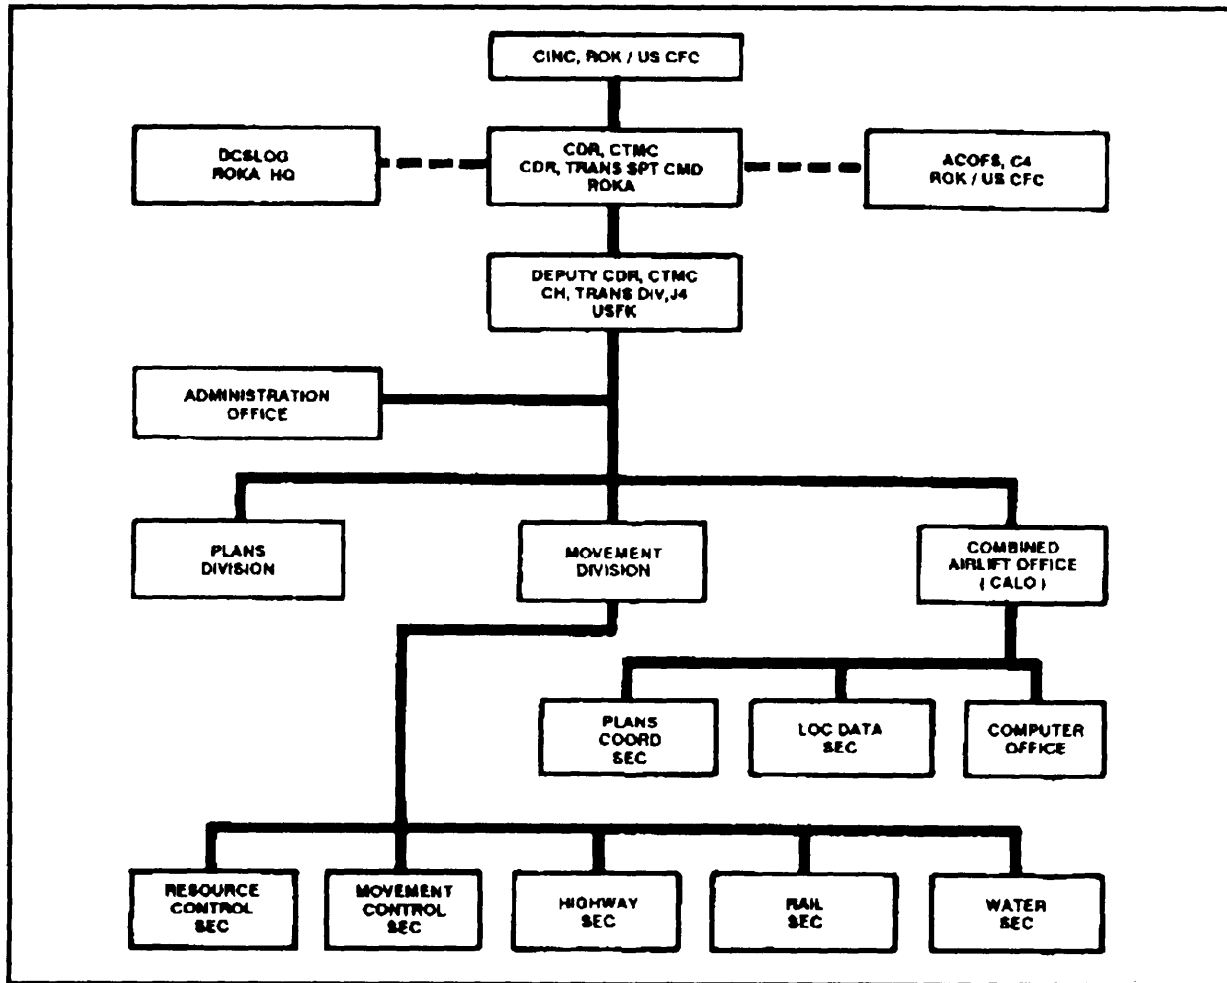 CINC, ROK / US CFC
DCSLOG
ROKA HQ
CDR, CTMC
CDR, TRANS SPT CMD
ROKA
ACOFS, C4
ROK / US CFC
DEPUTY CDR, CTMC
CH, TRANS DIV, J4
USFK
ADMINISTRATION
OFFICE
PLANS
DIVISION
MOVEMENT
DIVISION
COMBINED
AIRLIFT OFFICE
( CALO )
PLANS
COORD
SEC
LOC DATA
SEC
COMPUTER
OFFICE
RESOURCE
CONTROL
SEC
MOVEMENT
CONTROL
SEC
HIGHWAY
SEC
RAIL
SEC
WATER
SEC